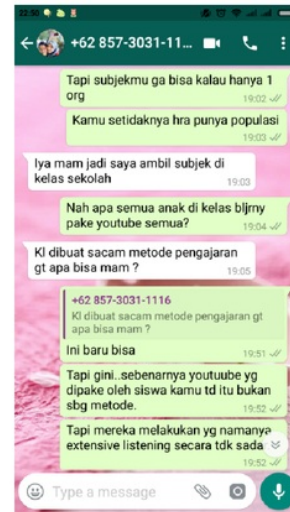 22:50
+62 857-3031-11...
Tapi subjekmu ga bisa kalau hanya 1
org
19:02
Kamu setidaknya hra punya populasi
19:03
Iya mam jadi saya ambil subjek di
kelas sekolah
19:03
Nah apa semua anak di kelas bljrny
pake youtube semua?
19:04
Kl dibuat sacam metode pengajaran
gt apa bisa mam ?
19:05
+62 857-3031-1116
Kl dibuat sacam metode pengajaran gt
apa bisa mam ?
Ini baru bisa
19:51
Tapi gini..sebenarnya youtuube yg
dipake oleh siswa kamu td itu bukan
sbg metode.
19:52
Tapi mereka melakukan yg namanya
extensive listening secara tdk sadar
19:52
Type a message